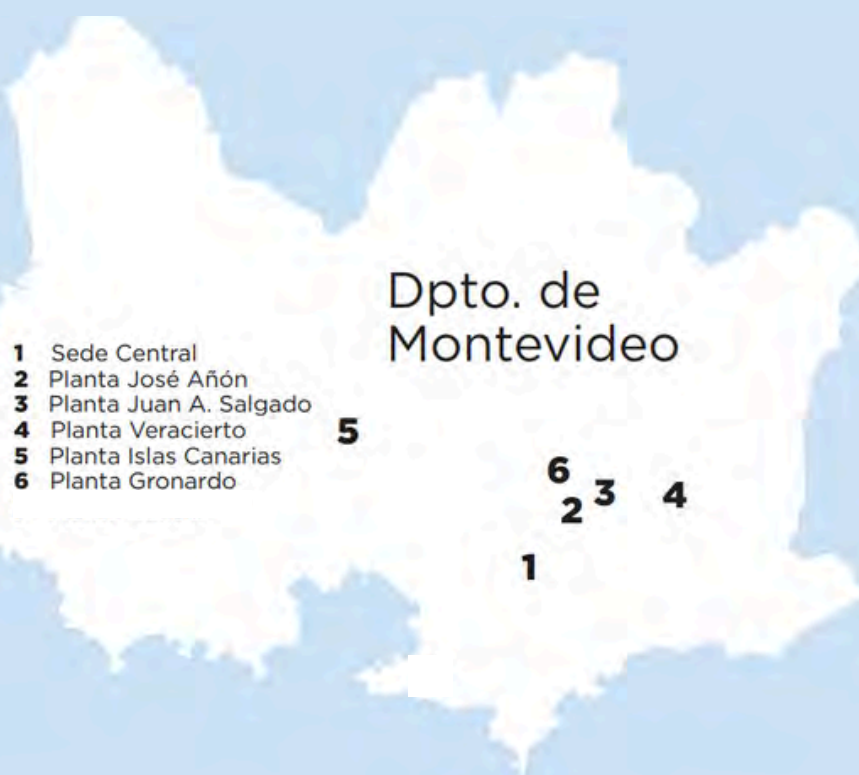 Dpto. de
Montevideo
1 Sede Central
2 Planta José Añón
3 Planta Juan A. Salgado
4 Planta Veracierto
5 Planta Islas Canarias
6 Planta Gronardo
5
6
3
4
2
1